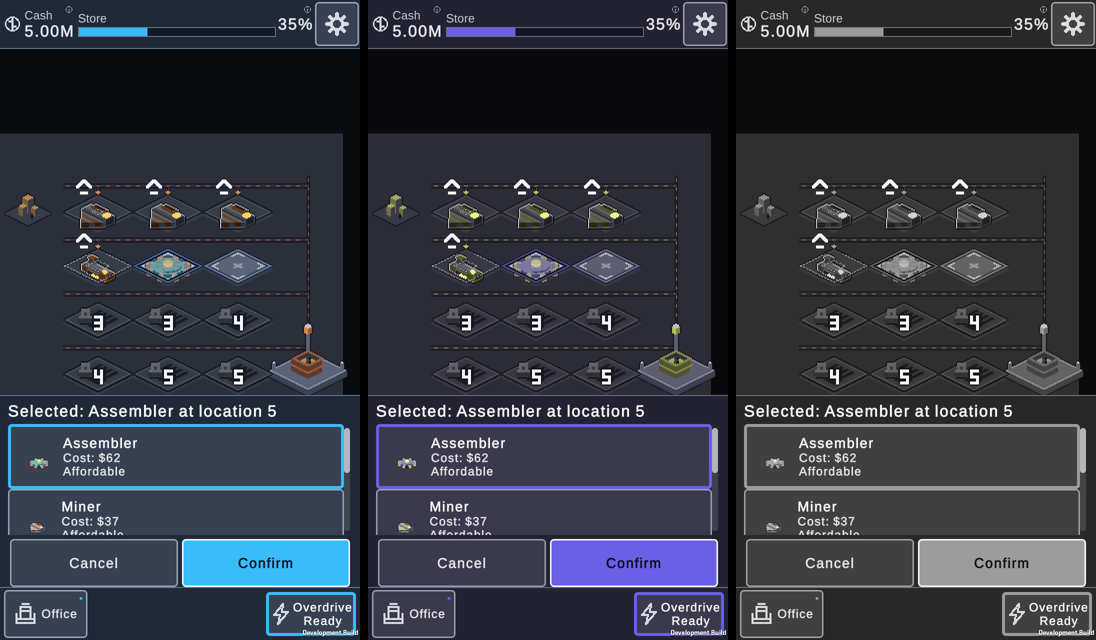 Cash
Store
5.00M
35%
3
3
4
4
5
5
Selected: Assembler at location 5
Assembler
Cost: $62
Affordable
Miner
Cost: $37
Affordable
Cancel
Confirm
Office
Overdrive
Ready
Development Build
Cash
Store
5.00M
35%
3
3
4
4
5
5
Selected: Assembler at location 5
Assembler
Cost: $62
Affordable
Miner
Cost: $37
Affordable
Cancel
Confirm
Office
Overdrive
Ready
Development Build
Cash
Store
5.00M
35%
3
3
4
4
5
5
Selected: Assembler at location 5
Assembler
Cost: $62
Affordable
Miner
Cost: $37
Affordable
Cancel
Confirm
Office
Overdrive
Ready
Development Build